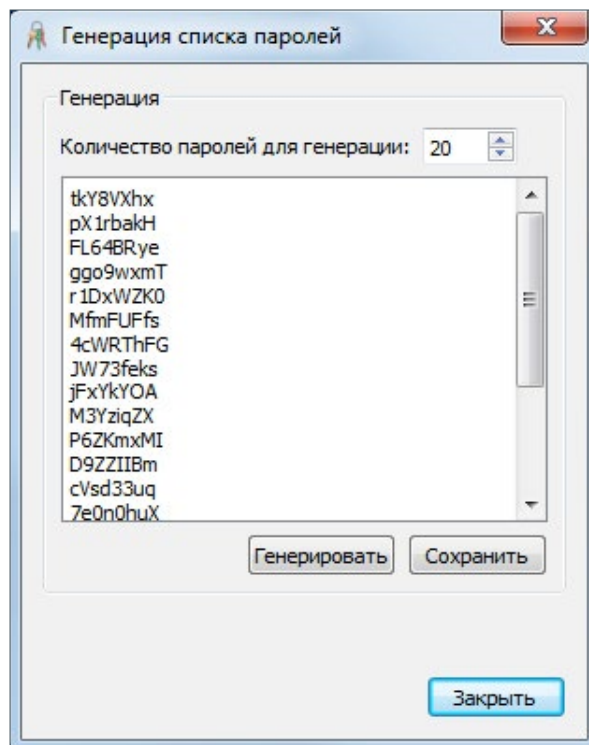 Генерация списка паролей
Генерация
Количество паролей для генерации: 20
tkY8VXhx
pX1rbakH
FL64BRye
ggo9wxmT
r1DxWZK0
MfmFUFfs
4cWRThFG
JW73feks
jFxYkYOA
M3YziqZX
P6ZKmxMI
D9ZZIIBm
cVsd33uq
7e0n0huX
Генерировать Сохранить
Закрыть